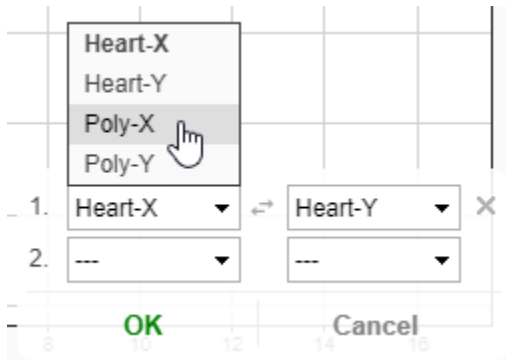 Heart-X
Heart-Y
Poly-X
Poly-Y
1. Heart-X Heart-Y
2. --- ---
OK Cancel
8 10 12 14 16